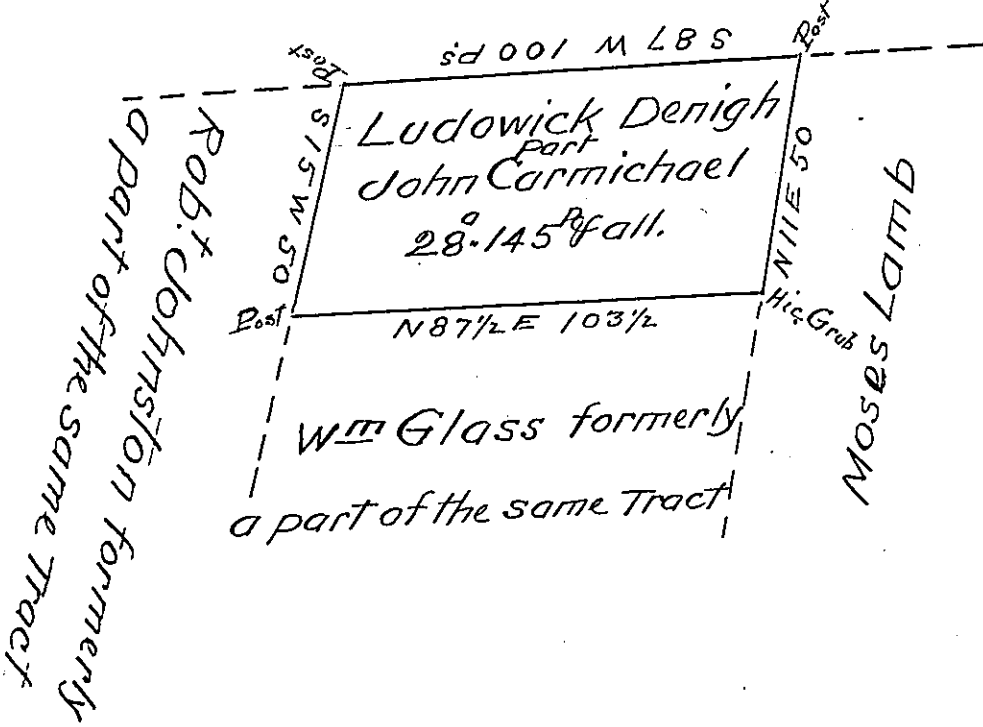 S 87 W 100 ps.
Post
Post
S 15 W 50
Ludowick Denigh
Part
John Carmichael
28a.145 Ps & all.
N 11 E 50
Post
N 87½ E 103½
Hic. Grub
Wm Glass formerly
a part of the same Tract
Robt. Johnston formerly
a part of the same Tract
Moses Lamb